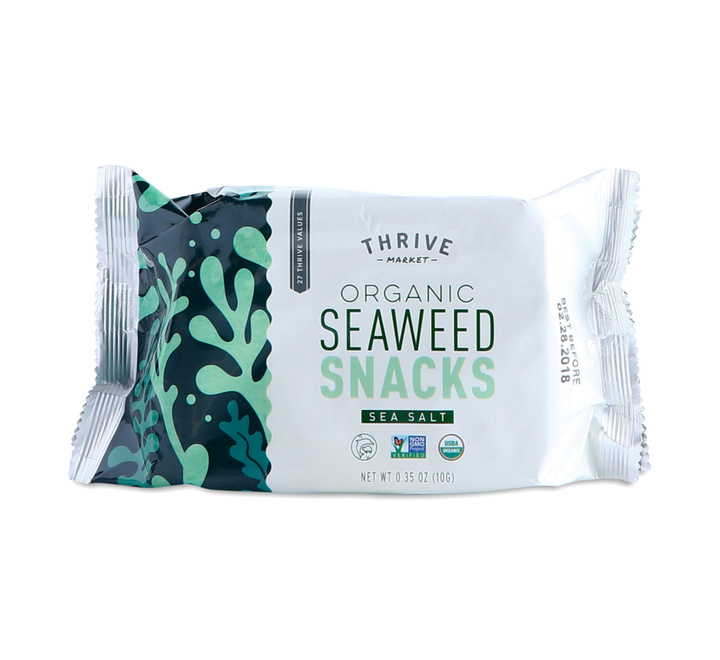 27 THRIVE VALUES
THRIVE
- MARKET -
ORGANIC
SEAWEED
SNACKS
SEA SALT
NON
GMO
Project
VERIFIED
USDA
ORGANIC
NET WT 0.35 OZ (10G)
BEST BEFORE
02.28.2018